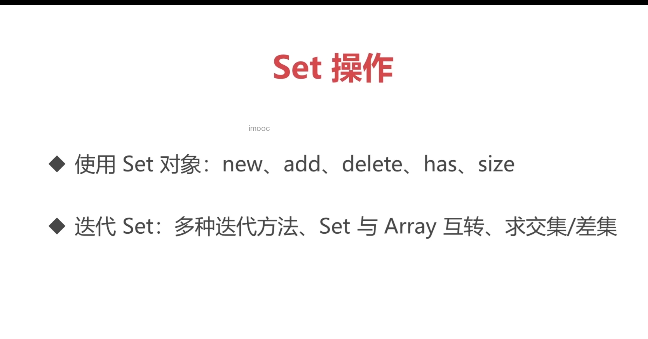 Set 操作
imooc
◆ 使用 Set 对象：new、add、delete、has、size
◆ 迭代 Set：多种迭代方法、Set 与 Array 互转、求交集/差集